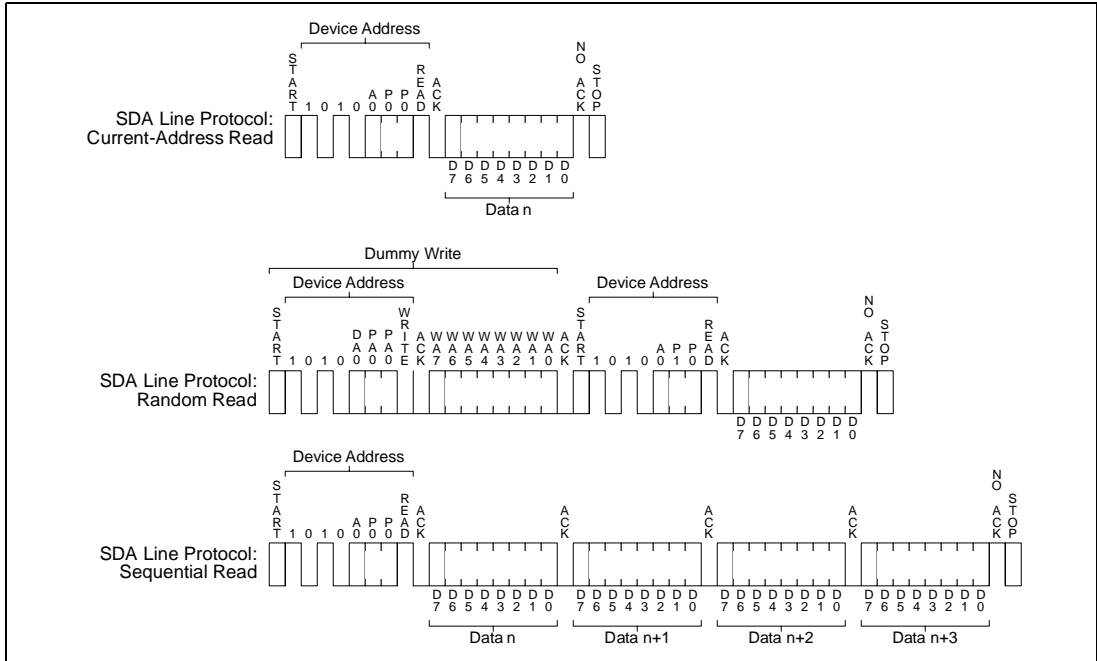 Device Address
START 1 0 1 0 A0 P0 P0 READ ACK NO ACK STOP
SDA Line Protocol:
Current-Address Read
D7 D6 D5 D4 D3 D2 D1 D0
Data n
Dummy Write
Device Address Device Address
START 1 0 1 0 DA0 PA0 PA0 WRITE ACK WA7 WA6 WA5 WA4 WA3 WA2 WA1 WA0 ACK START 1 0 1 0 A0 P1 P0 READ ACK NO ACK STOP
SDA Line Protocol:
Random Read
D7 D6 D5 D4 D3 D2 D1 D0
Device Address
START 1 0 1 0 A0 P0 P0 READ ACK ACK ACK ACK NO ACK STOP
SDA Line Protocol:
Sequential Read
D7 D6 D5 D4 D3 D2 D1 D0 D7 D6 D5 D4 D3 D2 D1 D0 D7 D6 D5 D4 D3 D2 D1 D0 D7 D6 D5 D4 D3 D2 D1 D0
Data n Data n+1 Data n+2 Data n+3